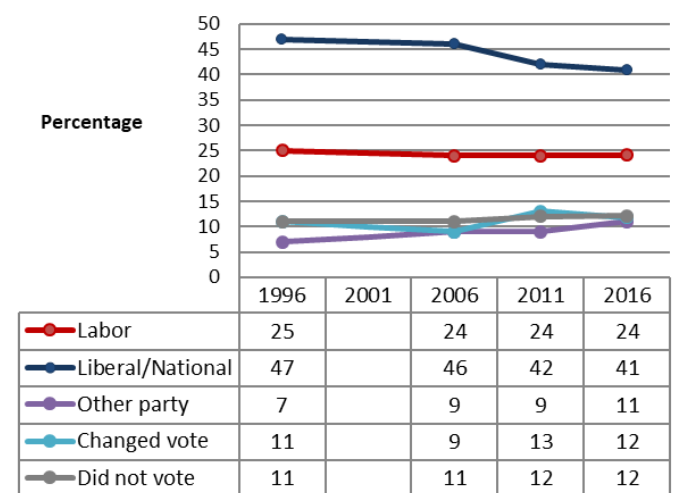 50
45
40
35
Percentage 30
25
20
15
10
5
0
1996 2001 2006 2011 2016
Labor 25 24 24 24
Liberal/National 47 46 42 41
Other party 7 9 9 11
Changed vote 11 9 13 12
Did not vote 11 11 12 12